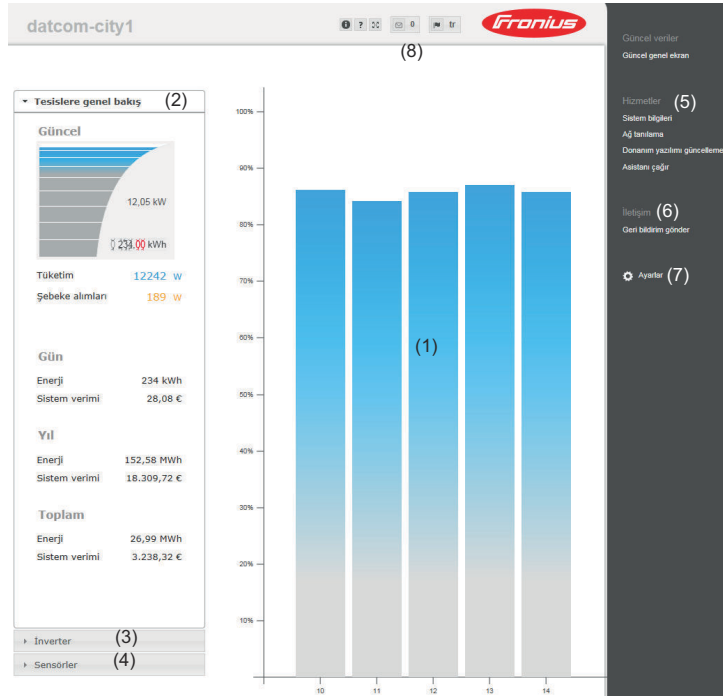 datcom-city1
0
tr
Fronius
(8)
Tesislere genel bakış (2)
Güncel
12,05 kW
234.00 kWh
Tüketim 12242 W
Şebeke alımları 189 W
Gün
Enerji 234 kWh
Sistem verimi 28,08 €
Yıl
Enerji 152,58 MWh
Sistem verimi 18.309,72 €
Toplam
Enerji 26,99 MWh
Sistem verimi 3.238,32 €
İnverter (3)
Sensörler (4)
100%
90%
80%
70%
60%
50%
40%
30%
20%
10%
(1)
10 11 12 13 14
Güncel veriler
Güncel genel ekran
Hizmetler (5)
Sistem bilgileri
Ağ tanılama
Donanım yazılımı güncelleme
Asistanı çağır
İletişim (6)
Geri bildirim gönder
Ayarlar (7)